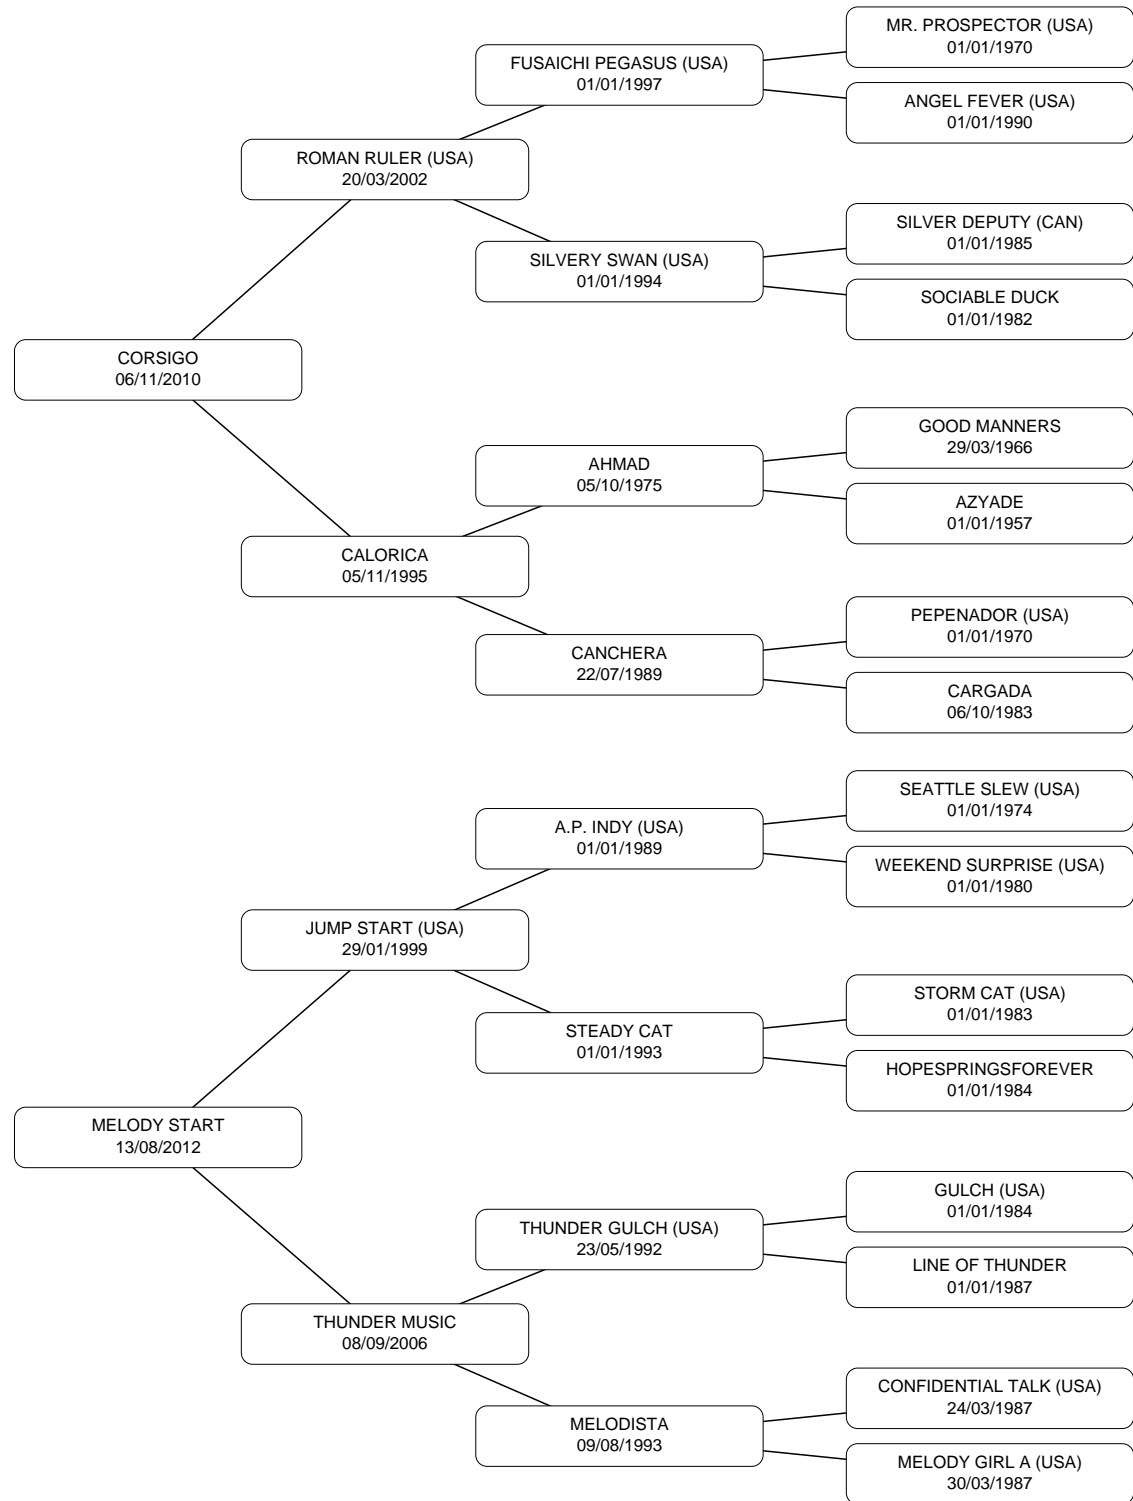 MR. PROSPECTOR (USA)
01/01/1970
FUSAICHI PEGASUS (USA)
01/01/1997
ANGEL FEVER (USA)
01/01/1990
ROMAN RULER (USA)
20/03/2002
SILVER DEPUTY (CAN)
01/01/1985
SILVERY SWAN (USA)
01/01/1994
SOCIABLE DUCK
01/01/1982
CORSIGO
06/11/2010
GOOD MANNERS
29/03/1966
AHMAD
05/10/1975
AZYADE
01/01/1957
CALORICA
05/11/1995
PEPENADOR (USA)
01/01/1970
CANCHERA
22/07/1989
CARGADA
06/10/1983
SEATTLE SLEW (USA)
01/01/1974
A.P. INDY (USA)
01/01/1989
WEEKEND SURPRISE (USA)
01/01/1980
JUMP START (USA)
29/01/1999
STORM CAT (USA)
01/01/1983
STEADY CAT
01/01/1993
HOPESPRINGSFOREVER
01/01/1984
MELODY START
13/08/2012
GULCH (USA)
01/01/1984
THUNDER GULCH (USA)
23/05/1992
LINE OF THUNDER
01/01/1987
THUNDER MUSIC
08/09/2006
CONFIDENTIAL TALK (USA)
24/03/1987
MELODISTA
09/08/1993
MELODY GIRL A (USA)
30/03/1987